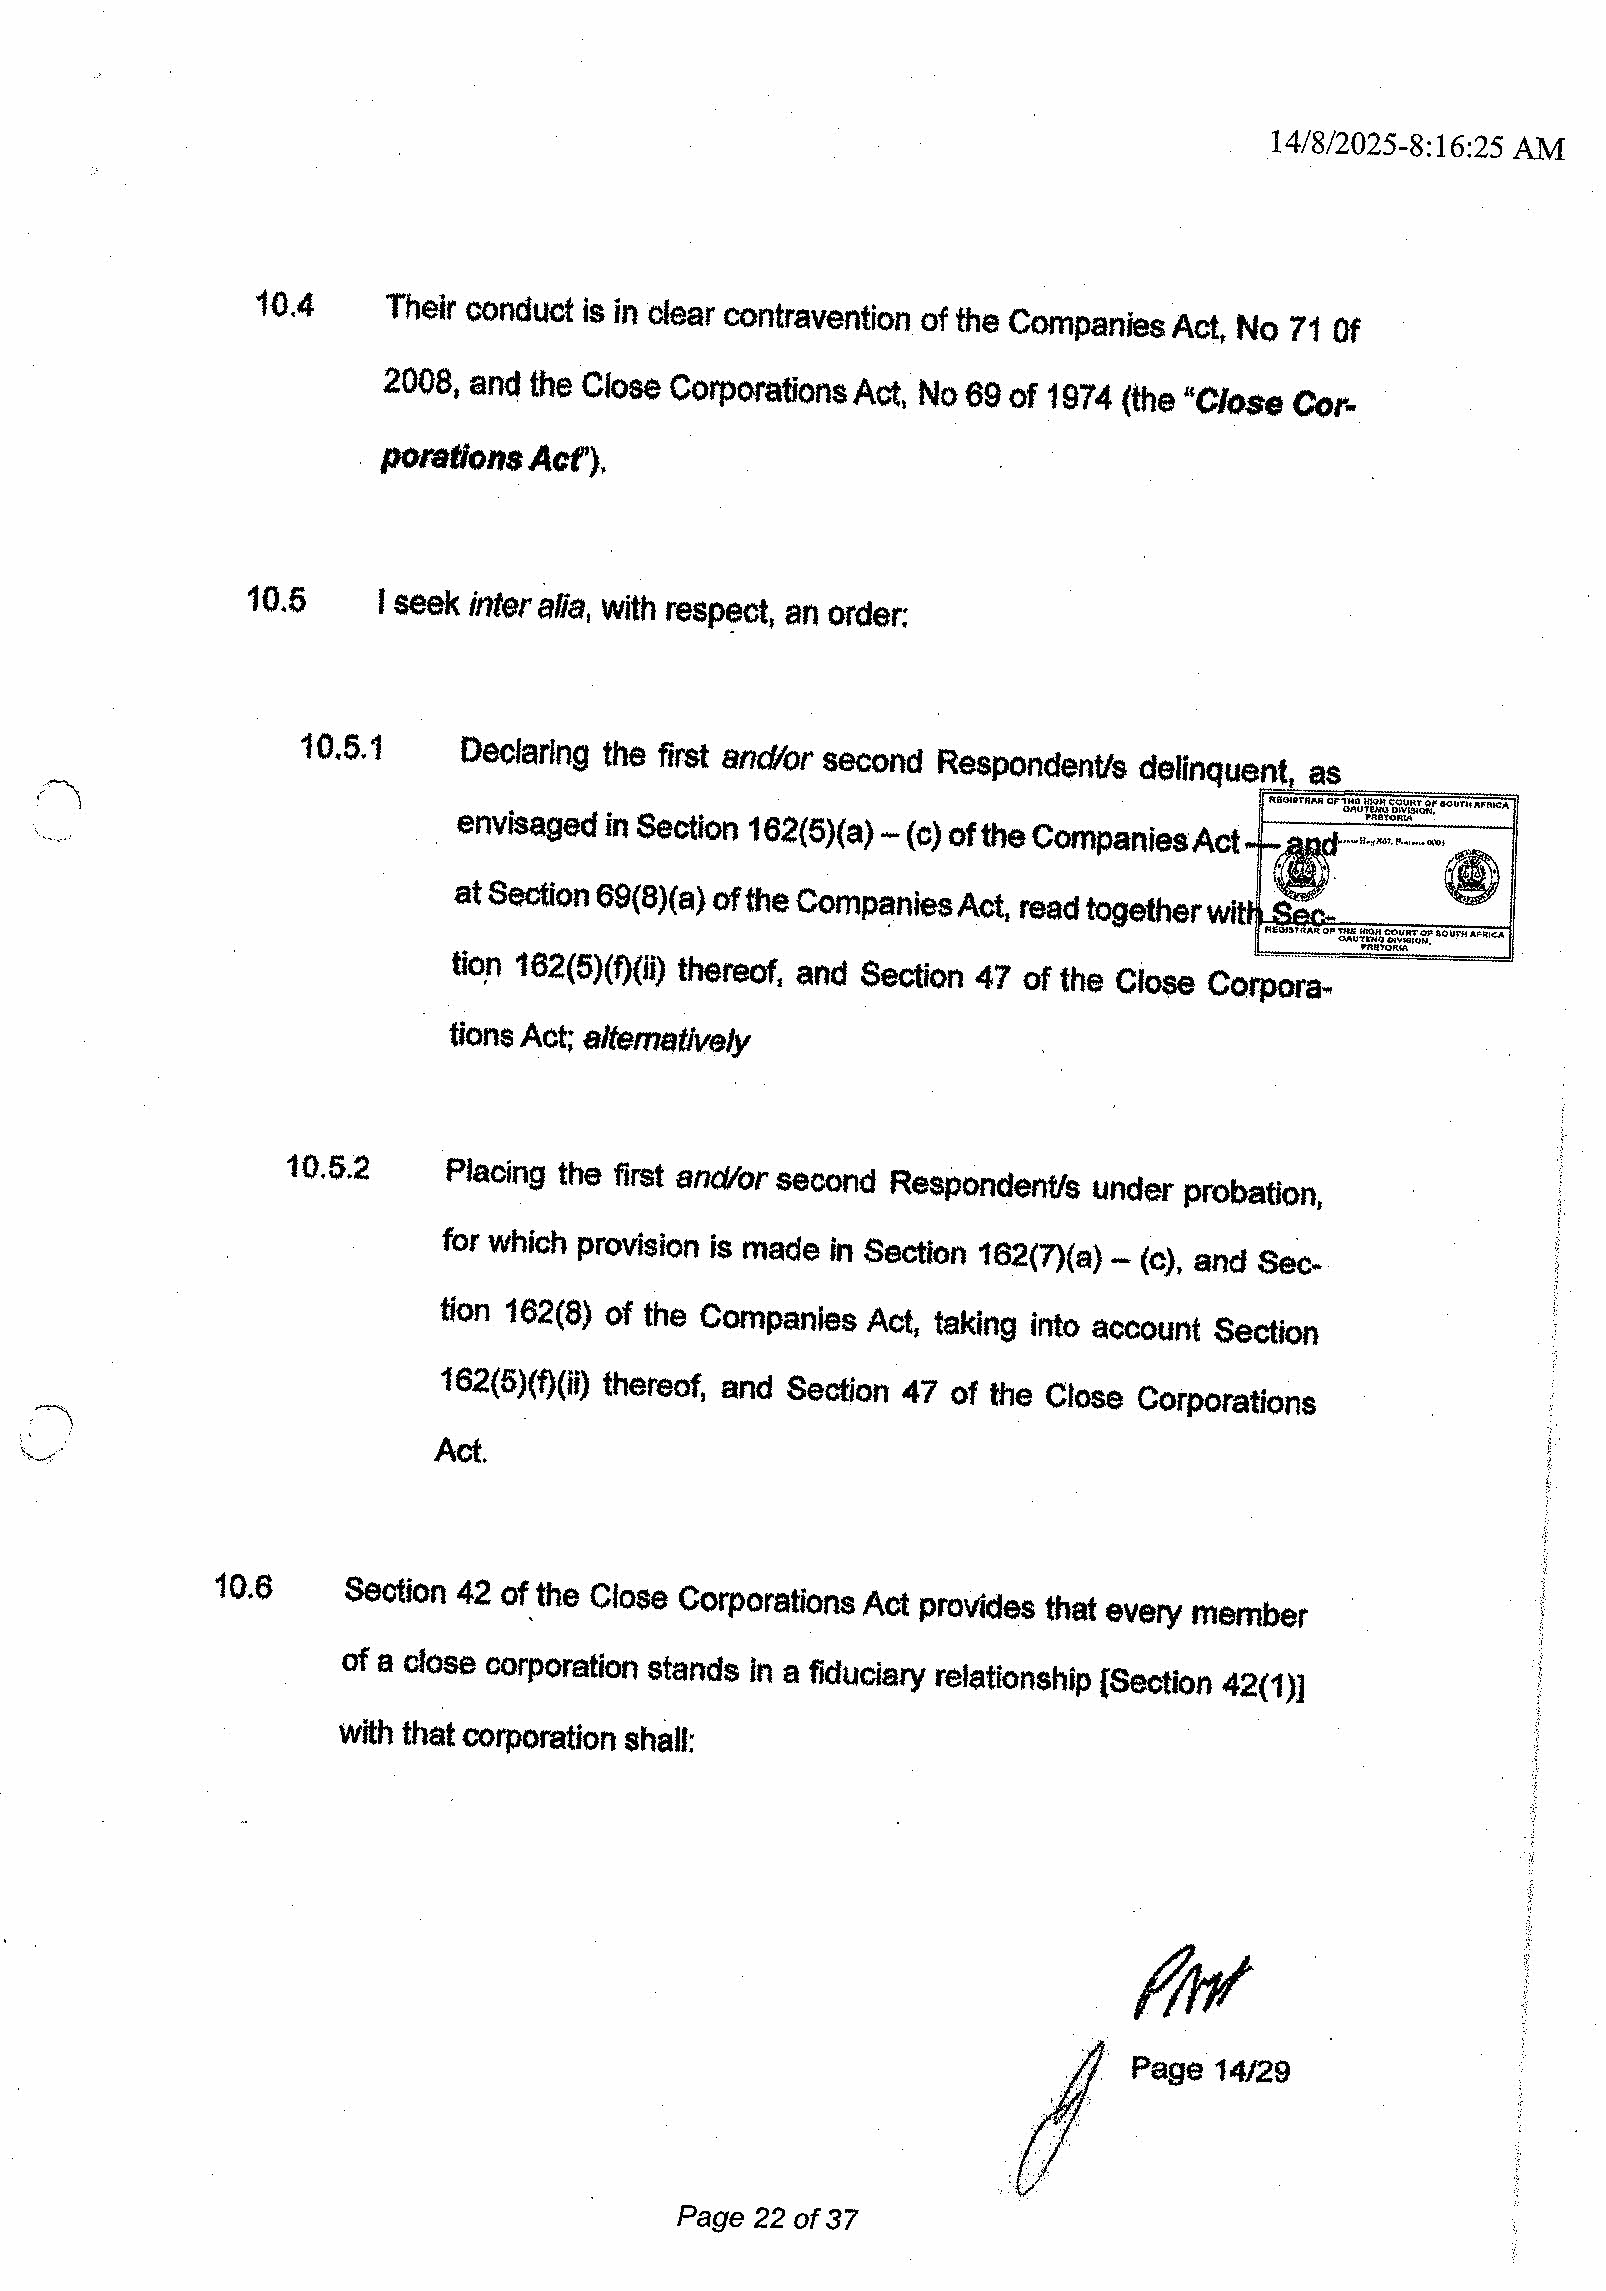 14/8/2025-8:16:25 AM
10.4 Their conduct is in clear contravention of the Companies Act, No 71 0f
2008, and the Close Corporations Act, No 69 of 1974 (the "Close Cor-
porations Act").
10.5 I seek inter alia, with respect, an order:
10.5.1 Declaring the first and/or second Respondent/s delinquent, as
envisaged in Section 162(5)(a) – (c) of the Companies Act — and
at Section 69(8)(a) of the Companies Act, read together with Sec-
tion 162(5)(f)(ii) thereof, and Section 47 of the Close Corpora-
tions Act; alternatively
REGISTRAR OF THE HIGH COURT OF SOUTH AFRICA
GAUTENG DIVISION,
PRETORIA
REGISTRAR OF THE HIGH COURT OF SOUTH AFRICA
GAUTENG DIVISION,
PRETORIA
10.5.2 Placing the first and/or second Respondent/s under probation,
for which provision is made in Section 162(7)(a) – (c), and Sec-
tion 162(8) of the Companies Act, taking into account Section
162(5)(f)(ii) thereof, and Section 47 of the Close Corporations
Act.
10.6 Section 42 of the Close Corporations Act provides that every member
of a close corporation stands in a fiduciary relationship [Section 42(1)]
with that corporation shall:
Page 14/29
Page 22 of 37